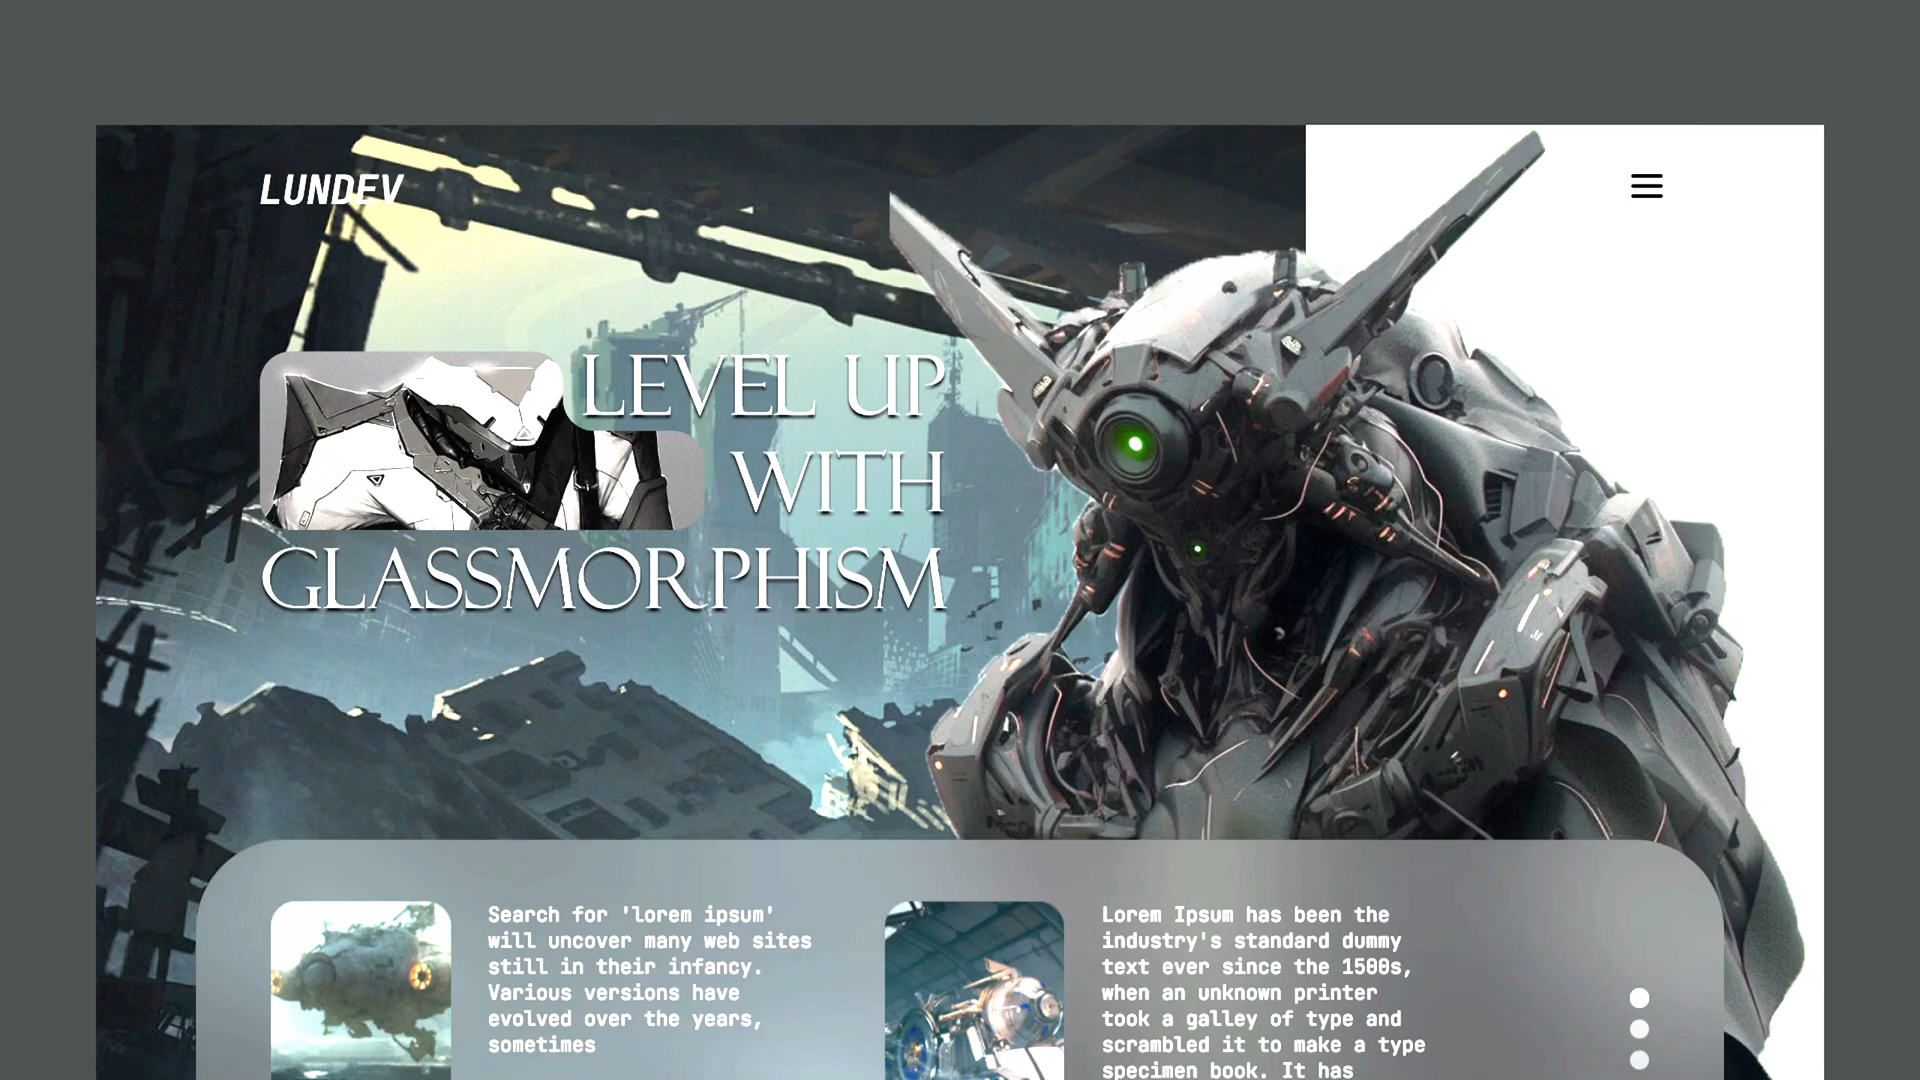 LUNDEV
LEVEL UP
WITH
GLASSMORPHISM
Search for 'lorem ipsum'
will uncover many web sites
still in their infancy.
Various versions have
evolved over the years,
sometimes
Lorem Ipsum has been the
industry's standard dummy
text ever since the 1500s,
when an unknown printer
took a galley of type and
scrambled it to make a type
specimen book. It has